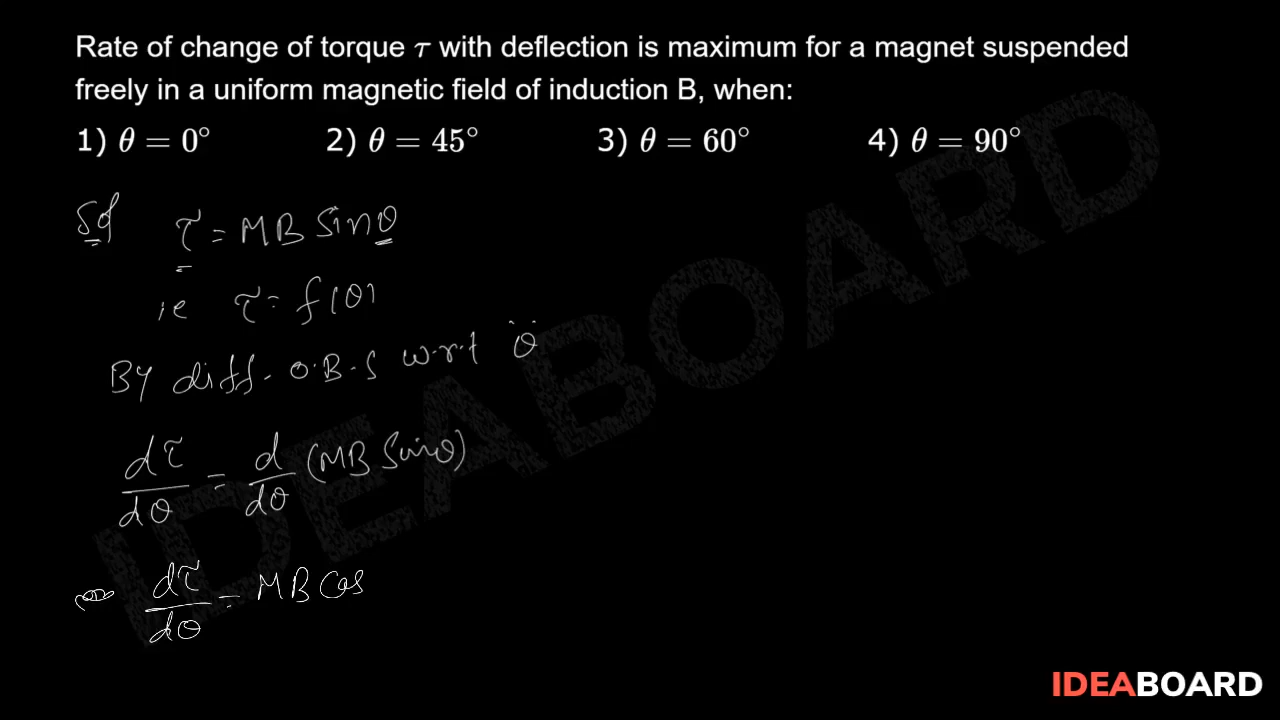 Rate of change of torque τ with deflection is maximum for a magnet suspended
freely in a uniform magnetic field of induction B, when:
1) θ = 0° 2) θ = 45° 3) θ = 60° 4) θ = 90°
Sol τ = MB Sinθ
ie τ = f(θ)
By diff. O.B.S w.r.t θ
dτ/dθ = d/dθ (MB Sinθ)
dτ/dθ = MB Cos
IDEABOARD
IDEABOARD